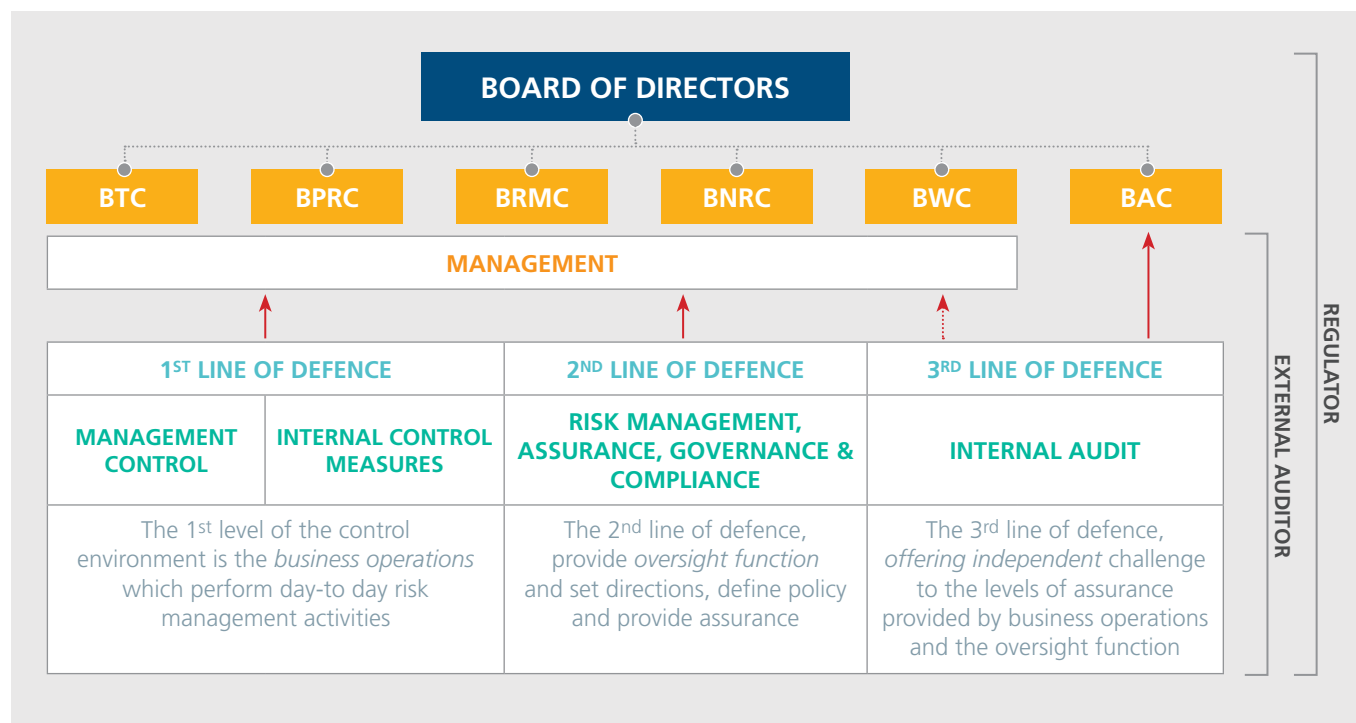 BOARD OF DIRECTORS
BTC
BPRC
BRMC
BNRC
BWC
BAC
MANAGEMENT
1ST LINE OF DEFENCE
2ND LINE OF DEFENCE
3RD LINE OF DEFENCE
MANAGEMENT
CONTROL
INTERNAL CONTROL
MEASURES
RISK MANAGEMENT,
ASSURANCE, GOVERNANCE &
COMPLIANCE
INTERNAL AUDIT
The 1st level of the control
environment is the business operations
which perform day-to day risk
management activities
The 2nd line of defence,
provide oversight function
and set directions, define policy
and provide assurance
The 3rd line of defence,
offering independent challenge
to the levels of assurance
provided by business operations
and the oversight function
EXTERNAL AUDITOR
REGULATOR